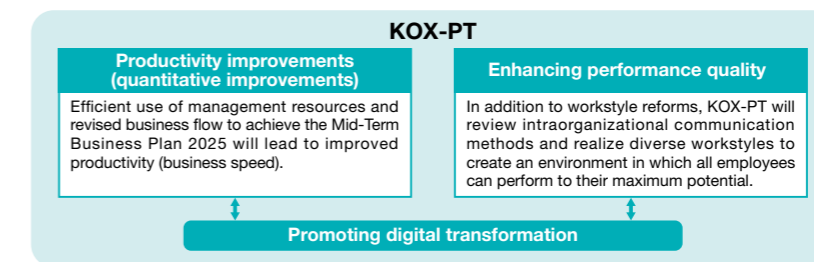 KOX-PT
Productivity improvements
(quantitative improvements)
Efficient use of management resources and
revised business flow to achieve the Mid-Term
Business Plan 2025 will lead to improved
productivity (business speed).
Enhancing performance quality
In addition to workstyle reforms, KOX-PT will
review intraorganizational communication
methods and realize diverse workstyles to
create an environment in which all employees
can perform to their maximum potential.
Promoting digital transformation